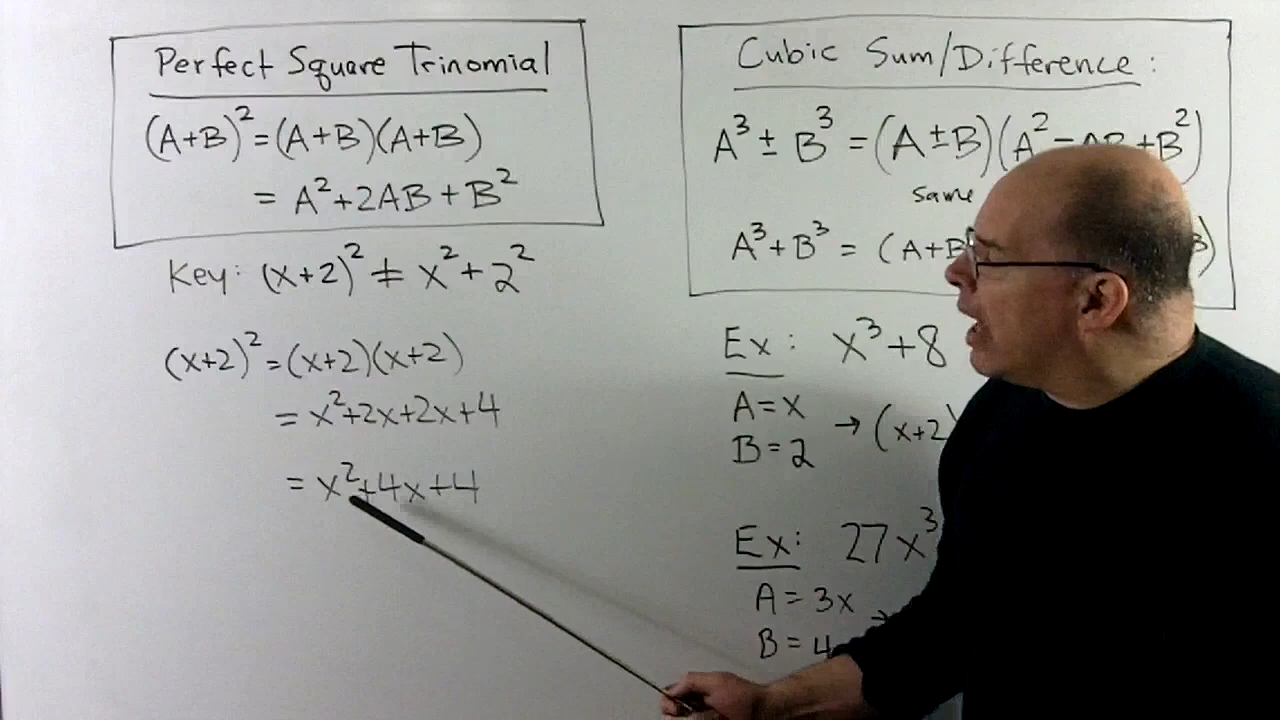 Perfect Square Trinomial
(A+B)² = (A+B)(A+B)
= A² + 2AB + B²
Key: (x+2)² ≠ x² + 2²
(x+2)² = (x+2)(x+2)
= x² + 2x + 2x + 4
= x² + 4x + 4
Cubic Sum/Difference:
A³ ± B³ = (A ± B)(A² - AB + B²)
same
A³ + B³ = (A+B
B)
Ex: x³ + 8
A = x
B = 2
→ (x+2)
Ex: 27x³
A = 3x
B = 4
→